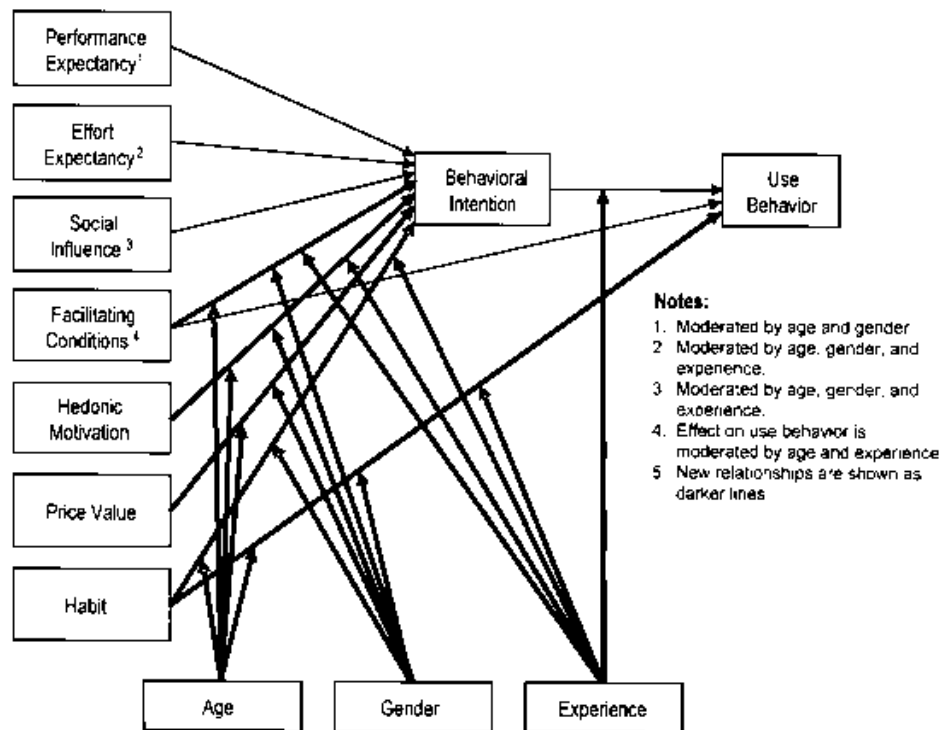 Performance
Expectancy1
Effort
Expectancy2
Social
Influence 3
Facilitating
Conditions 4
Hedonic
Motivation
Price Value
Habit
Behavioral
Intention
Use
Behavior
Notes:
1. Moderated by age and gender
2 Moderated by age, gender, and
experience.
3 Moderated by age, gender, and
experience.
4. Effect on use behavior is
moderated by age and experience
5 New relationships are shown as
darker lines
Age
Gender
Experience